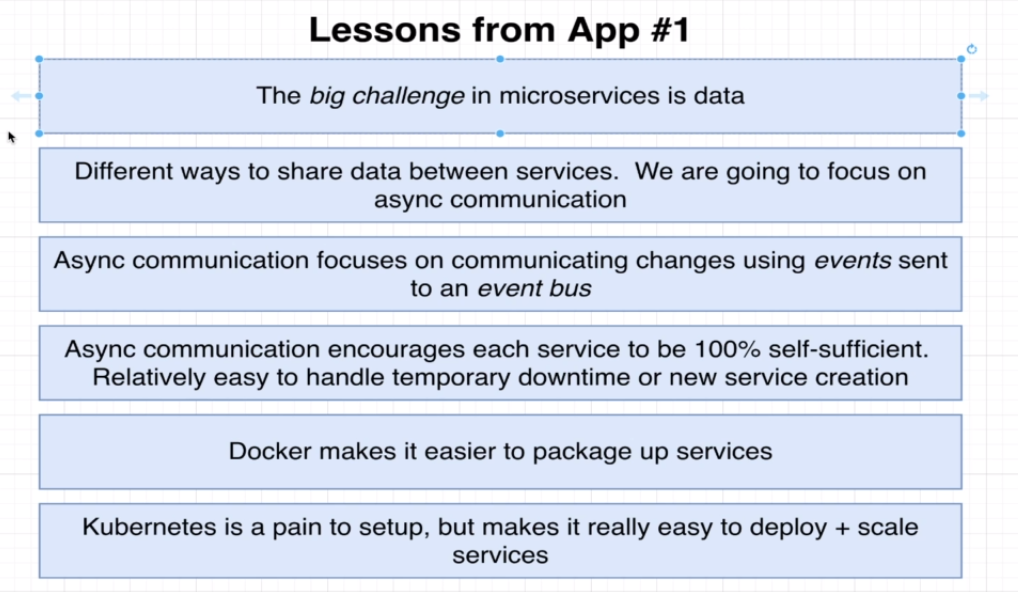 Lessons from App #1
The big challenge in microservices is data
Different ways to share data between services.  We are going to focus on
async communication
Async communication focuses on communicating changes using events sent
to an event bus
Async communication encourages each service to be 100% self-sufficient.
Relatively easy to handle temporary downtime or new service creation
Docker makes it easier to package up services
Kubernetes is a pain to setup, but makes it really easy to deploy + scale
services